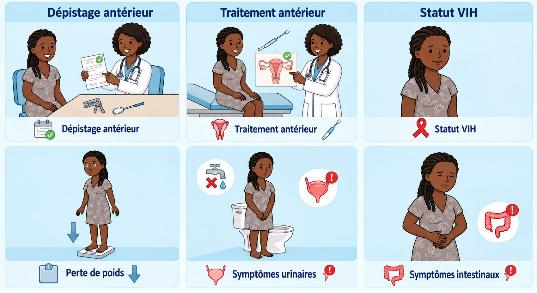 Dépistage antérieur
Traitement antérieur
Statut VIH
Dépistage antérieur
Traitement antérieur
Statut VIH
Perte de poids
Symptômes urinaires
Symptômes intestinaux